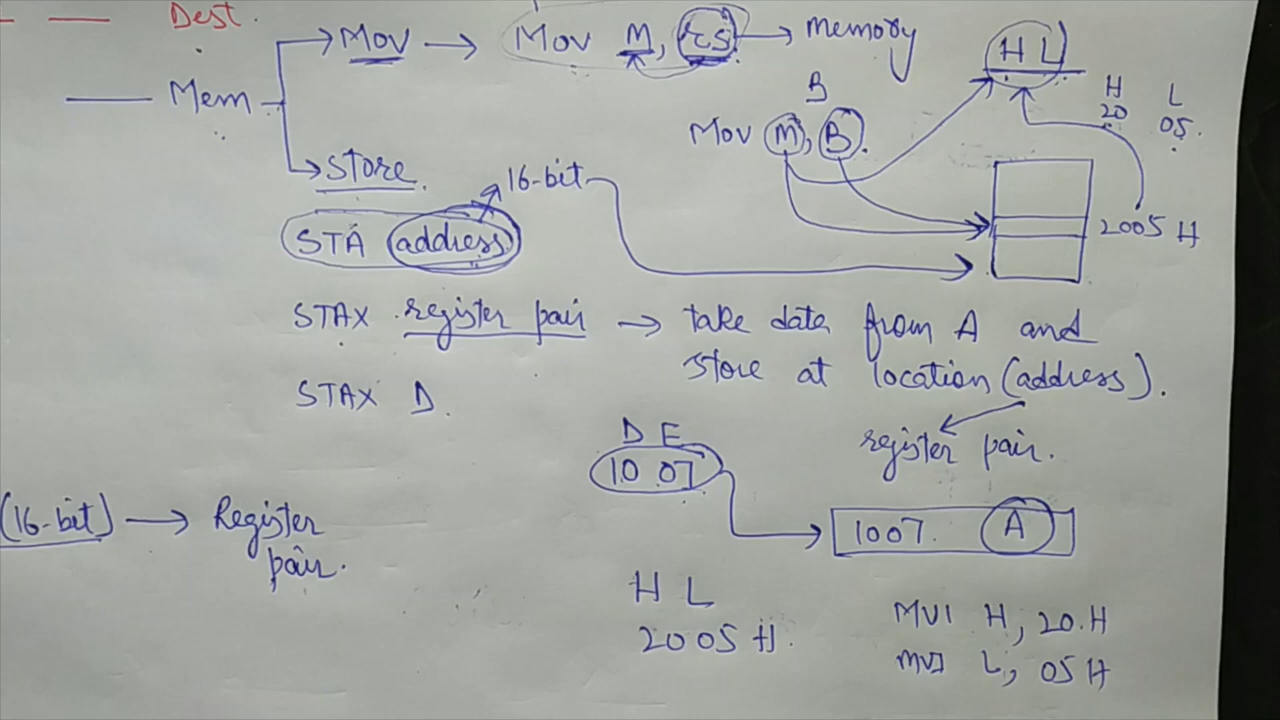 Dest.
Mov → Mov M, rs → memory
H L
Mem
B
H L
20 05.
Mov M, B.
store.
16-bit
STA address
2005 H
STAX register pair → take data from A and
store at location (address).
STAX D.
register pair.
D E
10 07
(16-bit) → Register
pair.
1007. A
H L
2005 H.
MVI H, 20.H
MVI L, 05 H